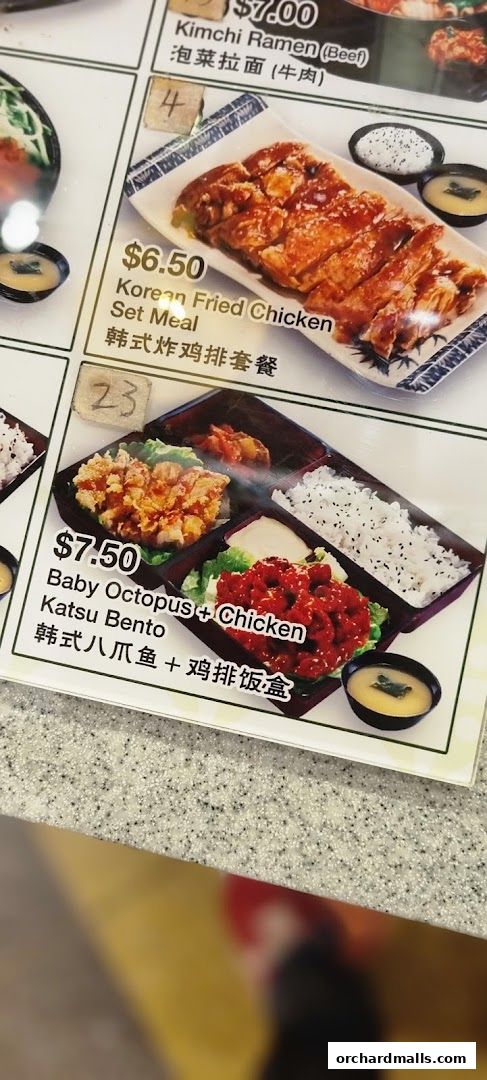 $7.00
Kimchi Ramen (Beef)
泡菜拉面 (牛肉)
4
$6.50
Korean Fried Chicken
Set Meal
韩式炸鸡排套餐
23
$7.50
Baby Octopus + Chicken
Katsu Bento
韩式八爪鱼 + 鸡排饭盒
orchardmalls.com